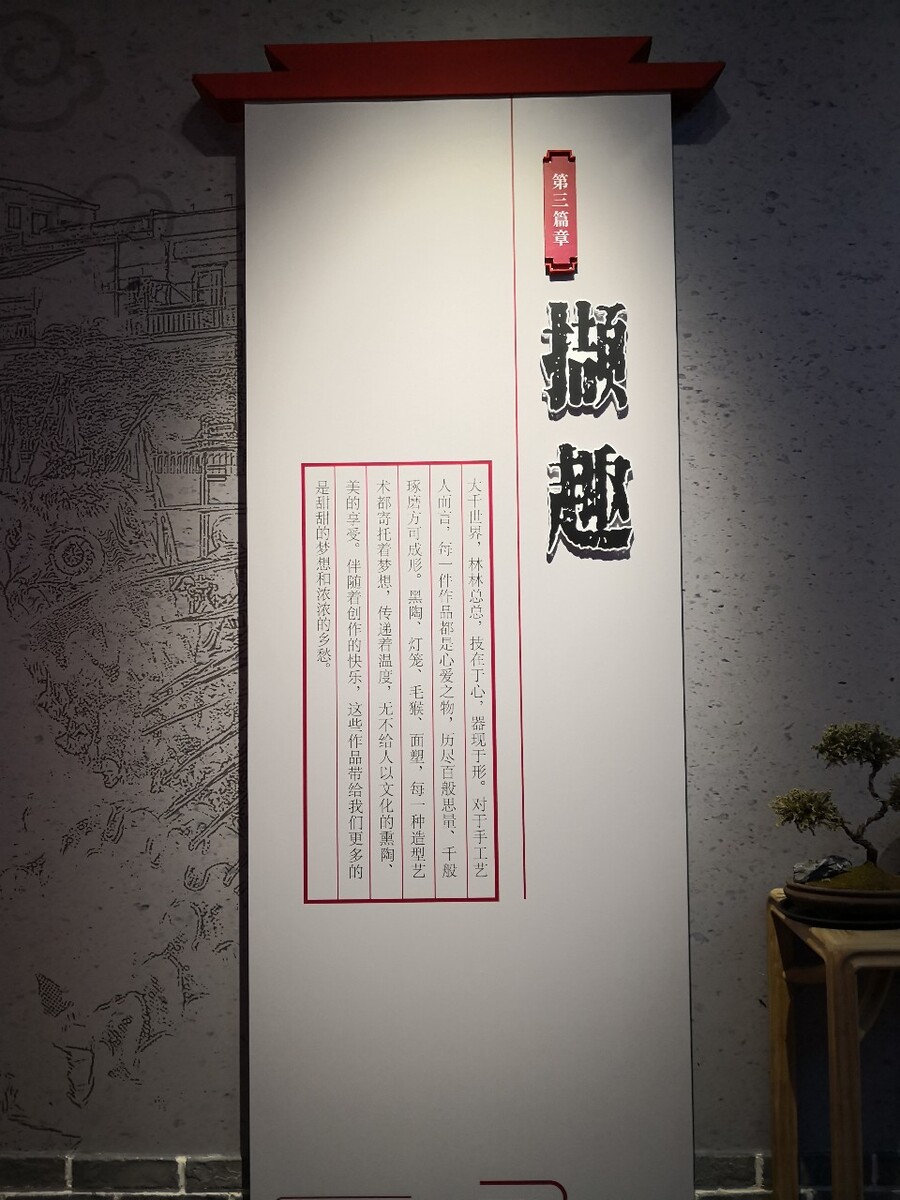 第三篇章
撷趣
大千世界，林林总总，技在于心，器现于形。对于手工艺
人而言，每一件作品都是心爱之物，历尽百般思量、千般
琢磨方可成形。黑陶、灯笼、毛猴、面塑，每一种造型艺
术都寄托着梦想，传递着温度，无不给人以文化的熏陶、
美的享受。伴随着创作的快乐，这些作品带给我们更多的
是甜甜的梦想和浓浓的乡愁。